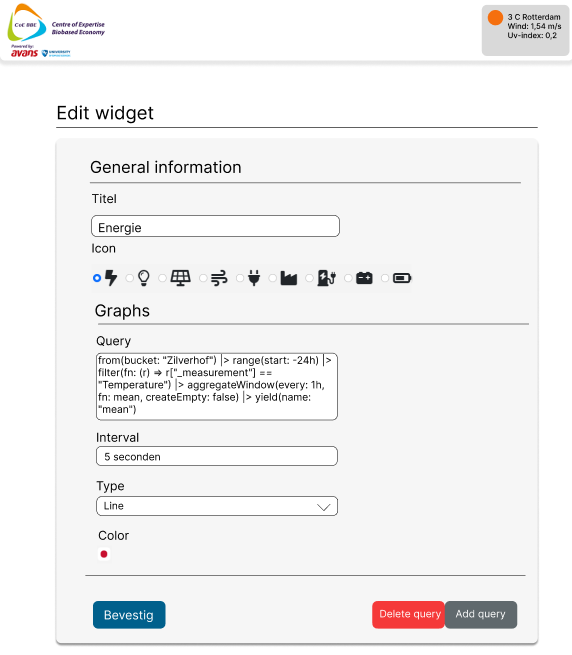 CoE BBE
Centre of Expertise
Biobased Economy
Powered by:
avans
UNIVERSITY
3 C Rotterdam
Wind: 1,54 m/s
Uv-index: 0,2
Edit widget
General information
Titel
Energie
Icon
Graphs
Query
from(bucket: "Zilverhof") |> range(start: -24h) |>
filter(fn: (r) => r["_measurement"] ==
"Temperature") |> aggregateWindow(every: 1h,
fn: mean, createEmpty: false) |> yield(name:
"mean")
Interval
5 seconden
Type
Line
Color
Bevestig
Delete query
Add query